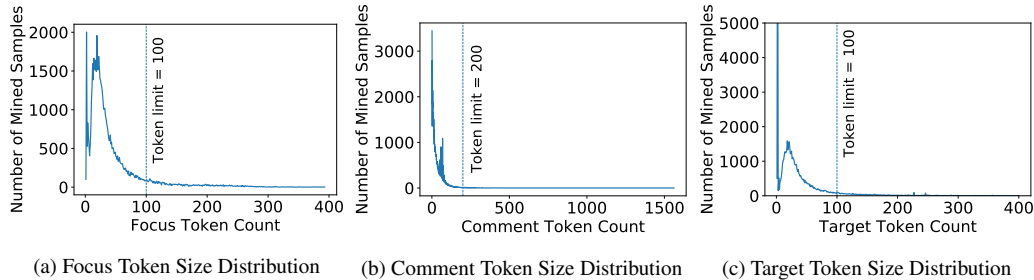 Number of Mined Samples
2000
1500
1000
500
0
Token limit = 100
0 100 200 300 400
Focus Token Count
(a) Focus Token Size Distribution
Number of Mined Samples
3000
2000
1000
0
Token limit = 200
0 500 1000 1500
Comment Token Count
(b) Comment Token Size Distribution
Number of Mined Samples
5000
4000
3000
2000
1000
0
Token limit = 100
0 100 200 300 400
Target Token Count
(c) Target Token Size Distribution